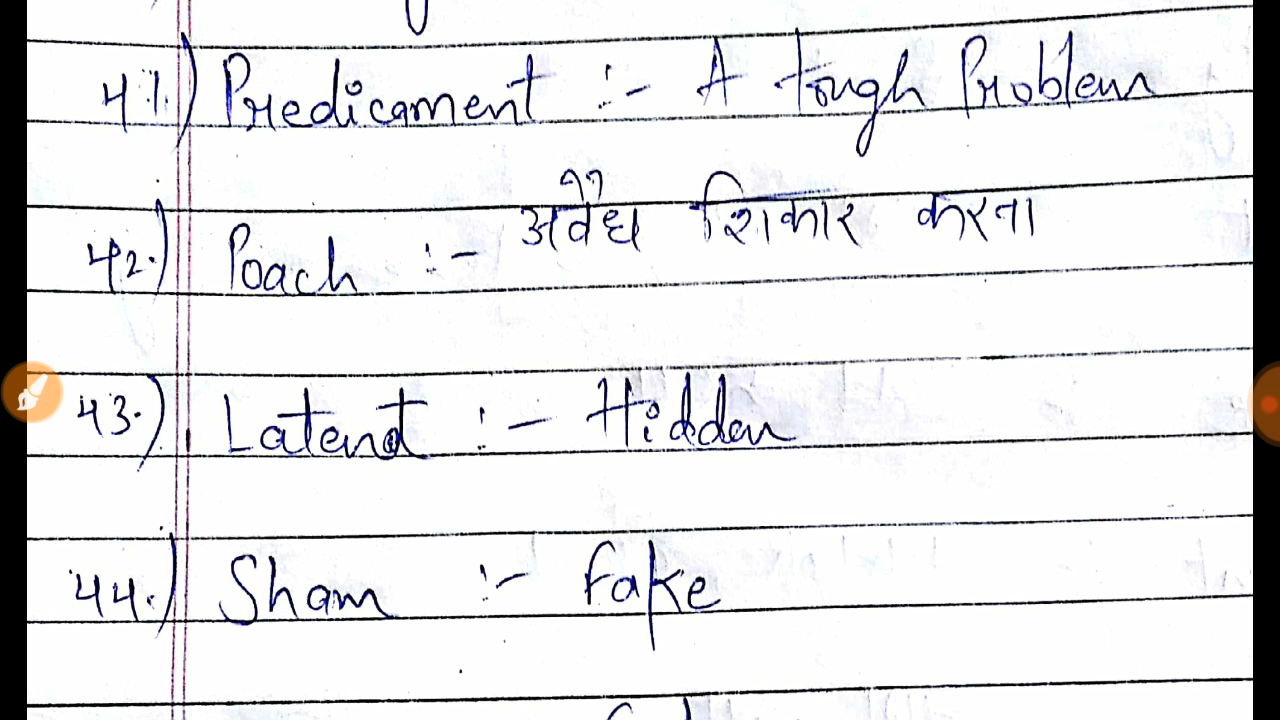 41.) Predicament :- A tough Problem
42.) Poach :- अवैध शिकार करना
43.) Latent :- Hidden
44.) Sham :- Fake